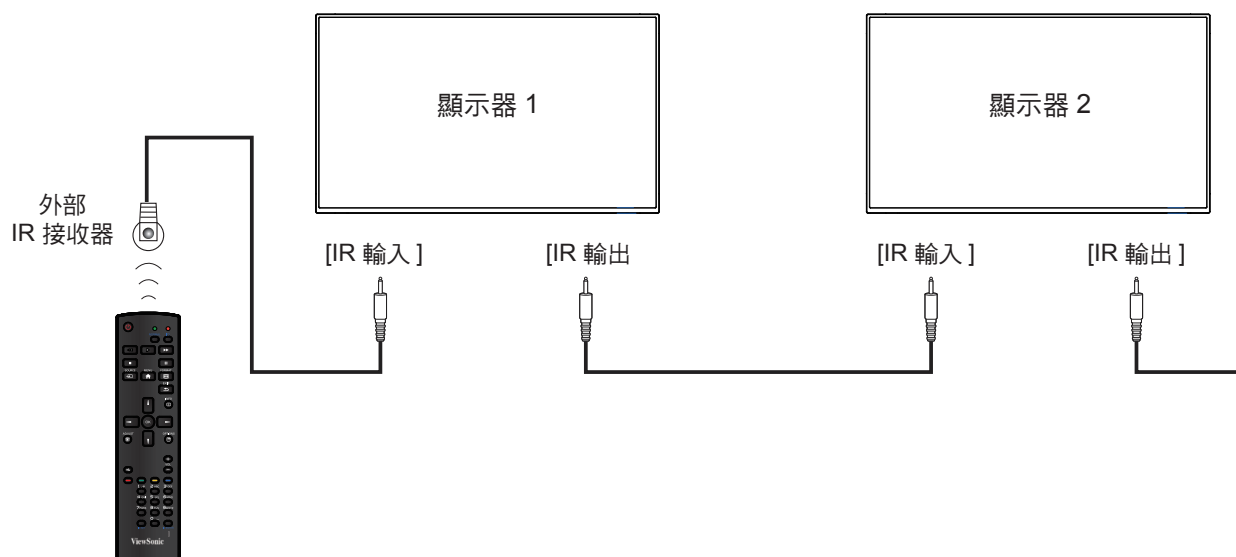 顯示器 1
顯示器 2
外部
IR 接收器
[IR 輸入 ]
[IR 輸出
[IR 輸入 ]
[IR 輸出 ]
SOURCE
ViewSonic